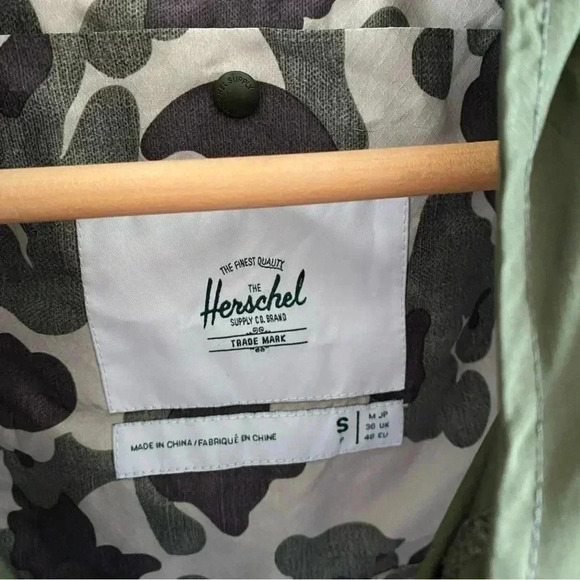 THE FINEST QUALITY
THE
Herschel
SUPPLY CO. BRAND
TRADE MARK
MADE IN CHINA/FABRIQUÉ EN CHINE
S
P
M JP
36 UK
46 EU